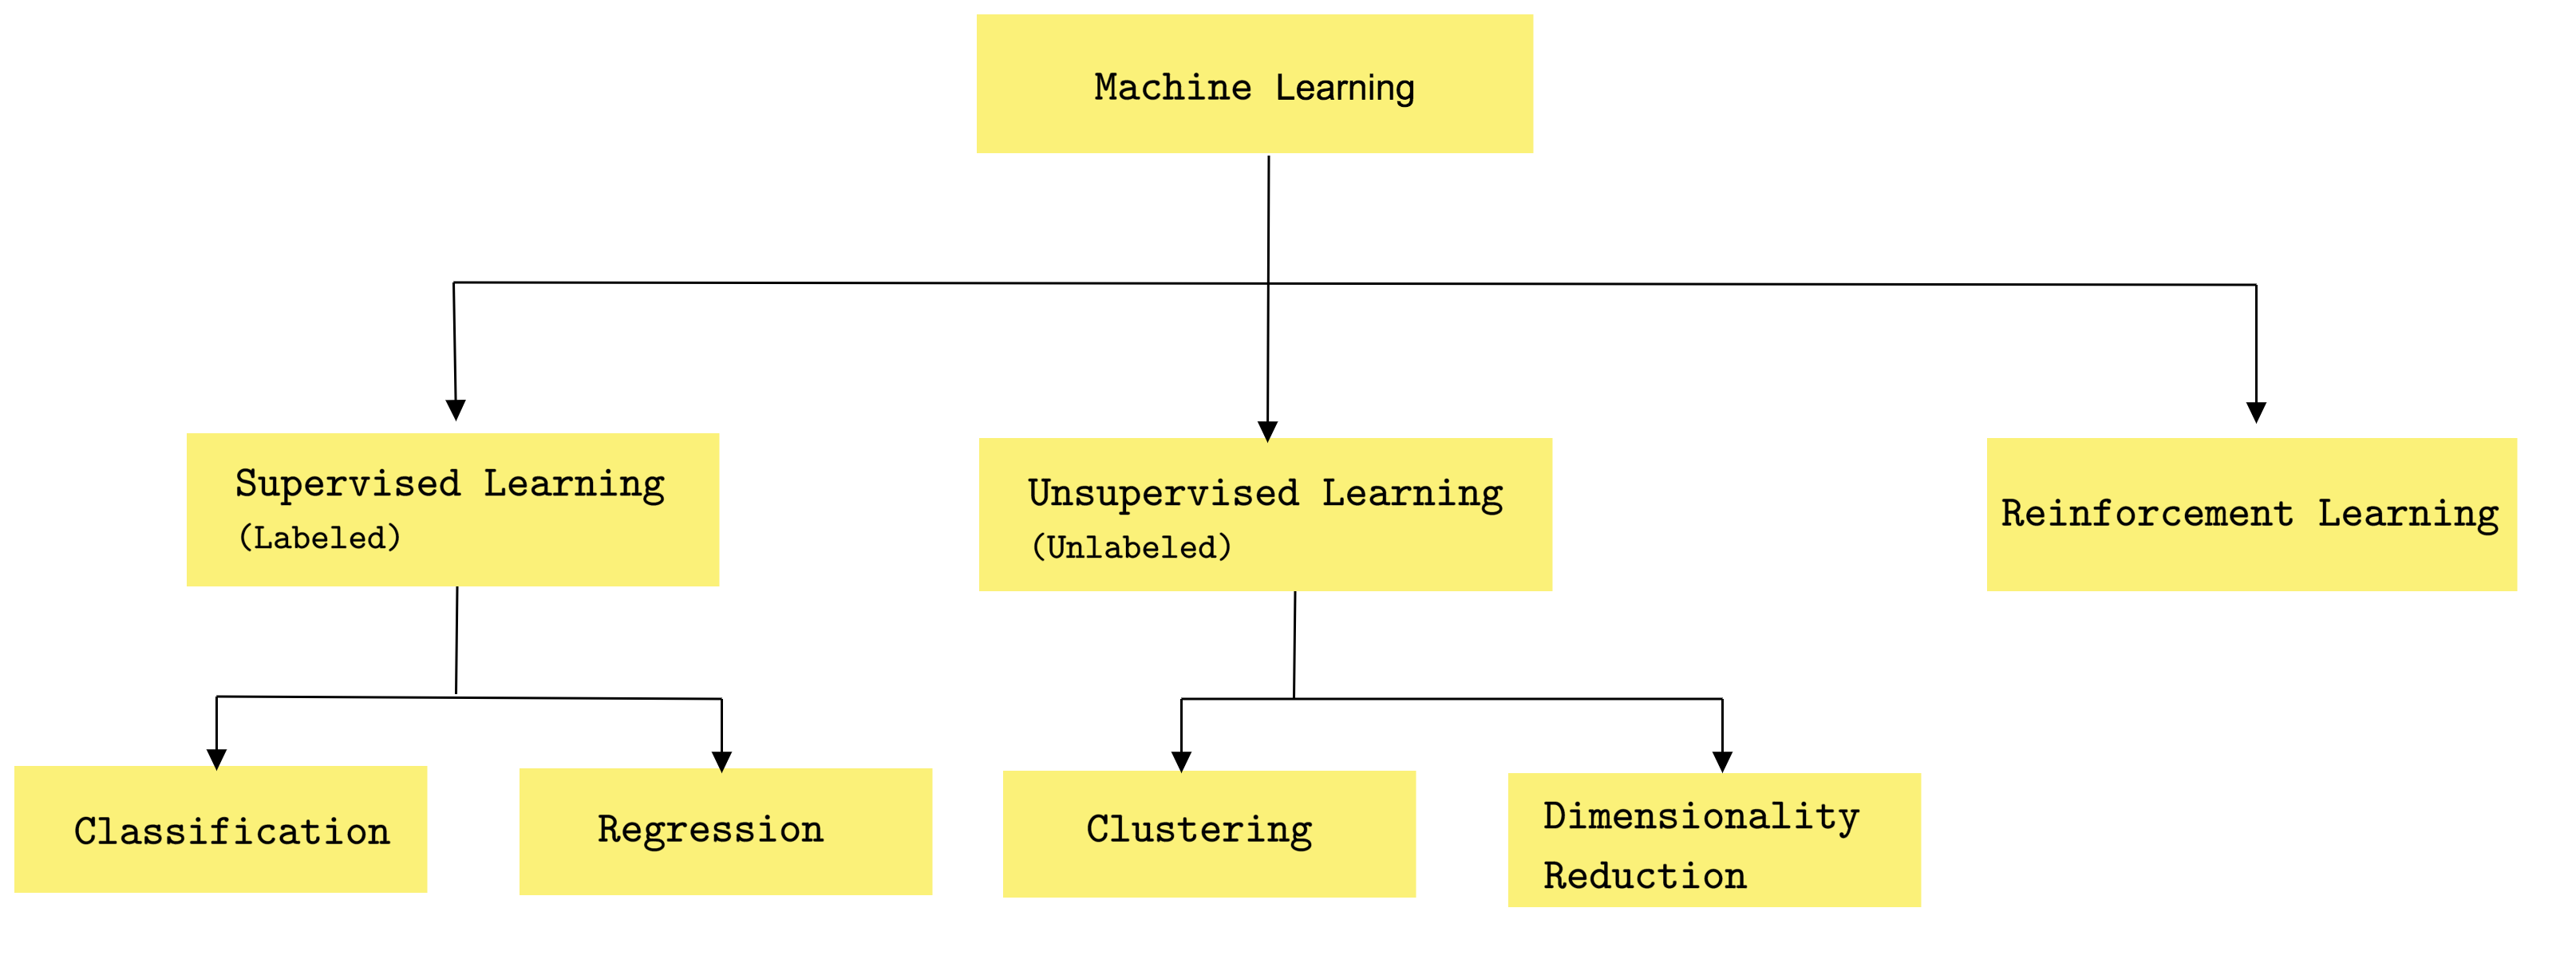 Machine Learning
Supervised Learning
(Labeled)
Unsupervised Learning
(Unlabeled)
Reinforcement Learning
Classification
Regression
Clustering
Dimensionality
Reduction